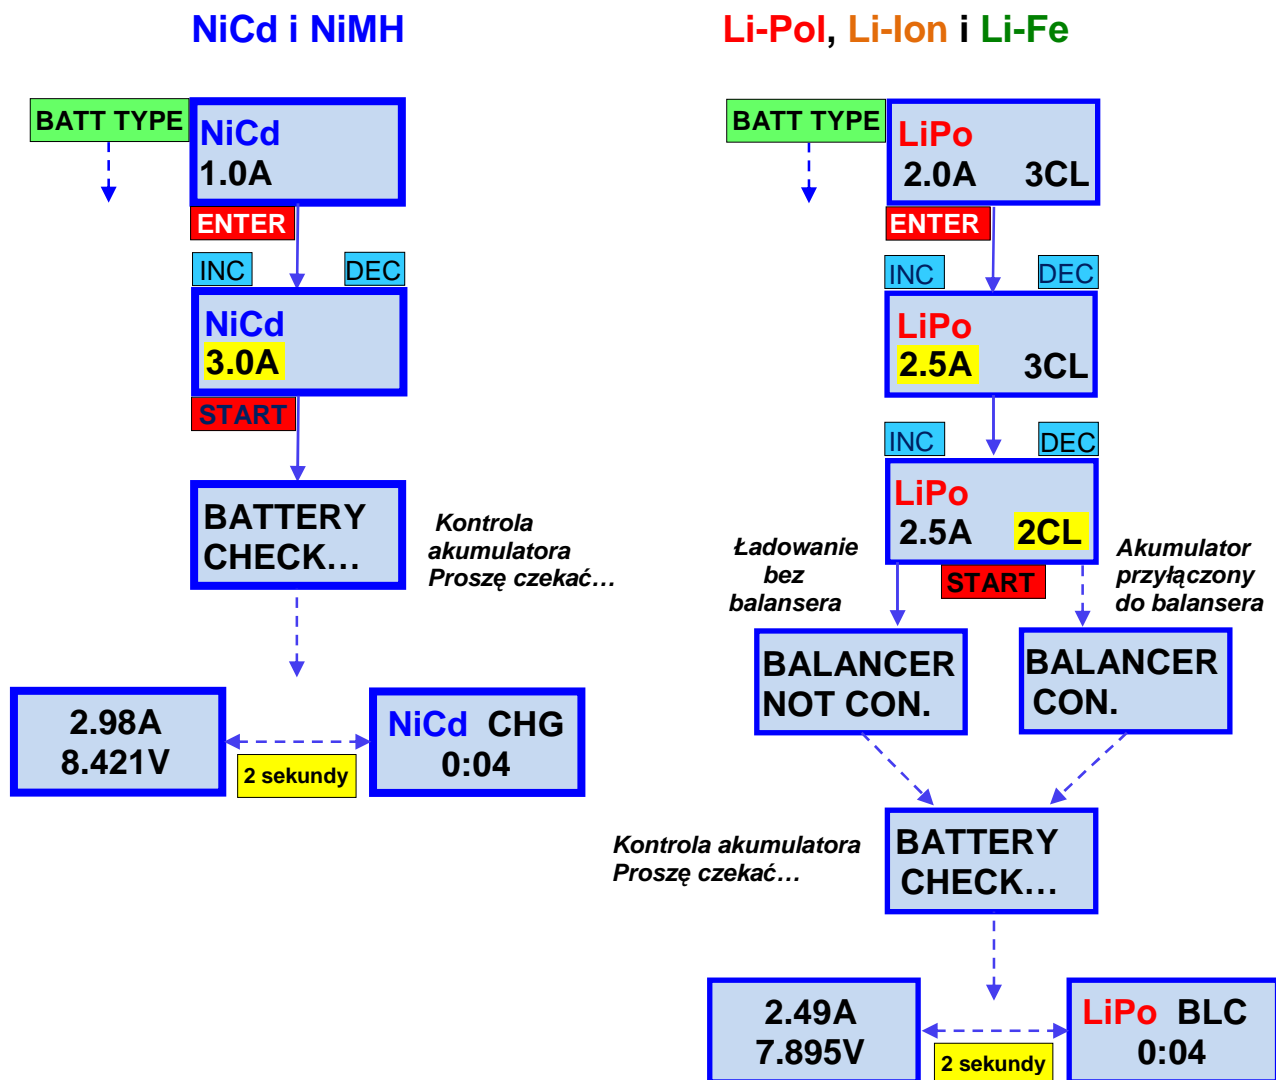 NiCd i NiMH
BATT TYPE
NiCd
1.0A
ENTER
INC DEC
NiCd
3.0A
START
BATTERY
CHECK…
Kontrola
akumulatora
Proszę czekać…
2.98A
8.421V
2 sekundy
NiCd CHG
0:04
Li-Pol, Li-Ion i Li-Fe
BATT TYPE
LiPo
2.0A 3CL
ENTER
INC DEC
LiPo
2.5A 3CL
INC DEC
LiPo
2.5A 2CL
START
Ładowanie
bez
balansera
Akumulator
przyłączony
do balansera
BALANCER
NOT CON.
BALANCER
CON.
Kontrola akumulatora
Proszę czekać…
BATTERY
CHECK…
2.49A
7.895V
2 sekundy
LiPo BLC
0:04